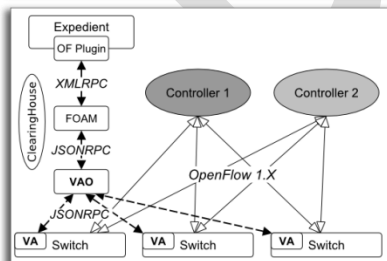 Expedient
OF Plugin
XMLRPC
ClearingHouse
FOAM
JSONRPC
VAO
JSONRPC
Controller 1
Controller 2
OpenFlow 1.X
VA
Switch
VA
Switch
VA
Switch